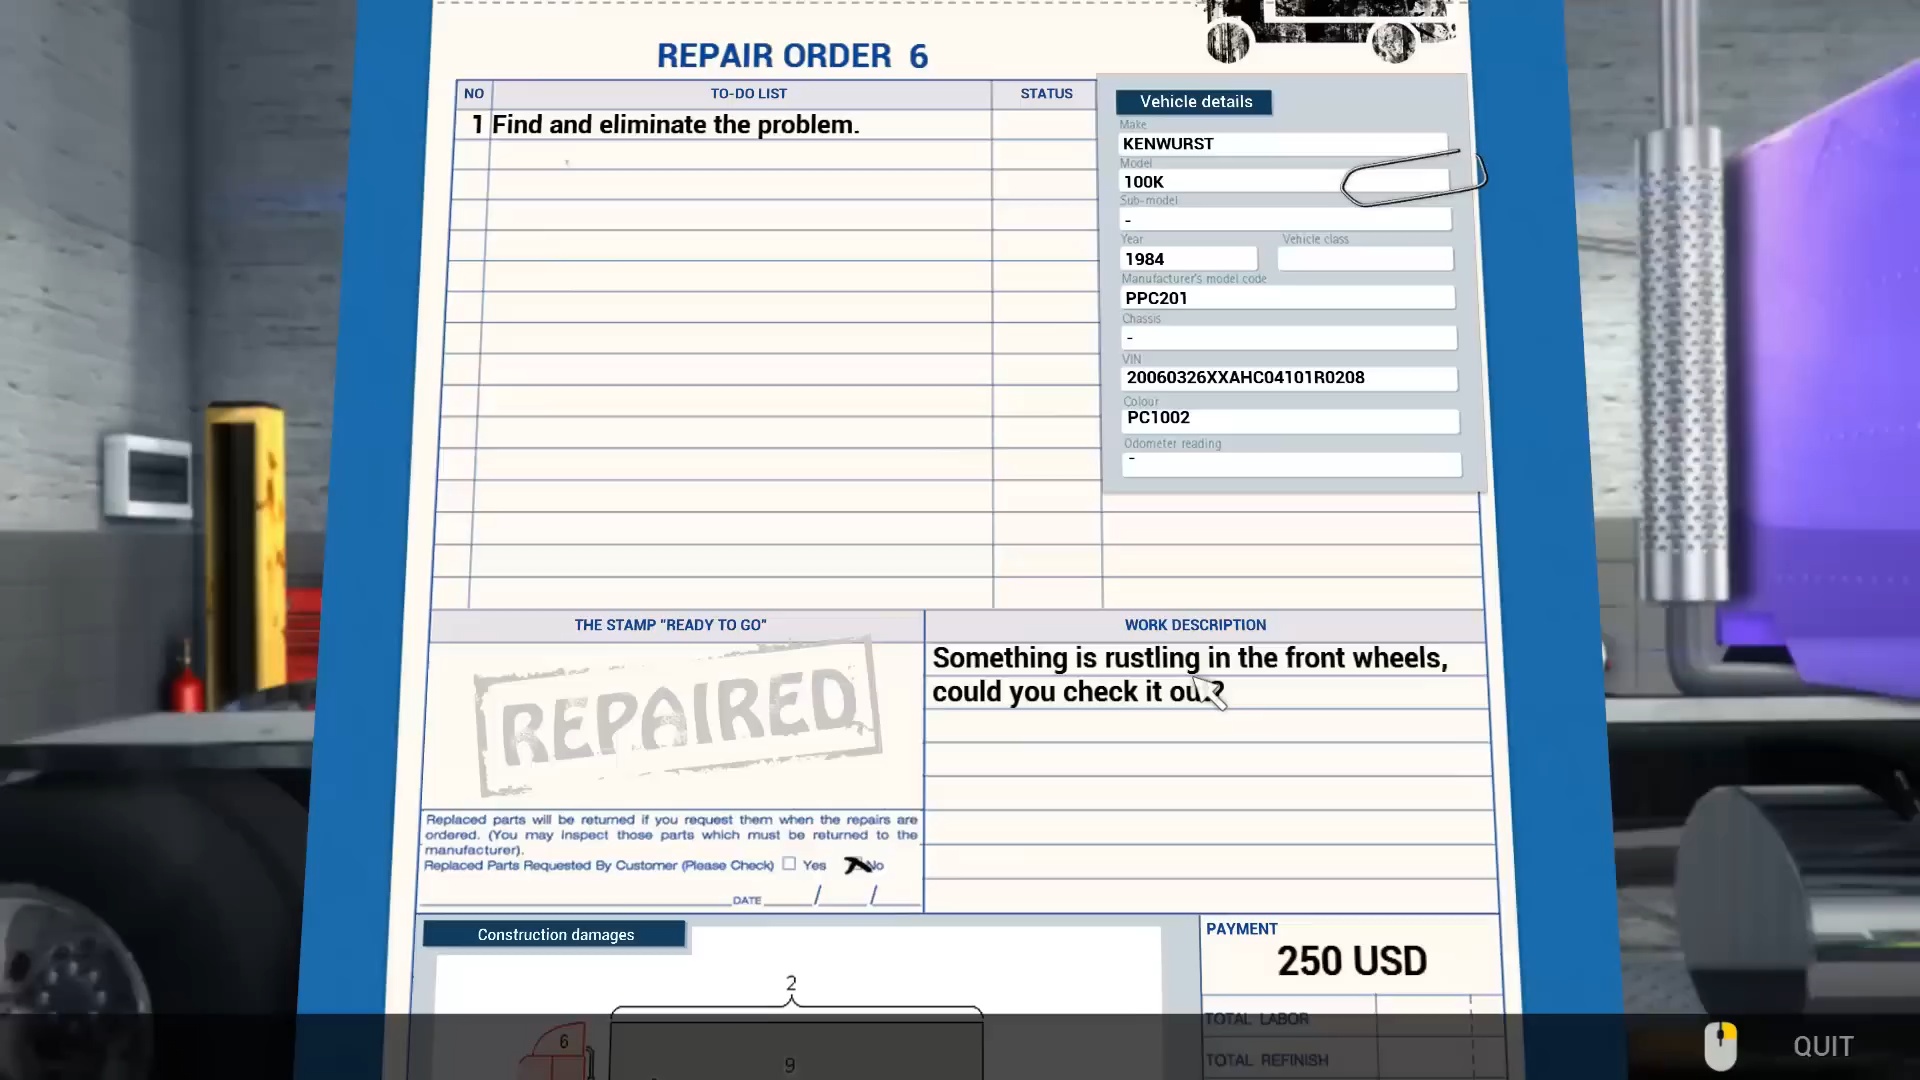 REPAIR ORDER 6
NO TO-DO LIST STATUS
1 Find and eliminate the problem.
Vehicle details
Make
KENWURST
Model
100K
Sub-model
-
Year Vehicle class
1984
Manufacturer's model code
PPC201
Chassis
-
VIN
20060326XXAHC04101R0208
Colour
PC1002
Odometer reading
-
THE STAMP "READY TO GO"
REPAIRED
WORK DESCRIPTION
Something is rustling in the front wheels,
could you check it out?
Replaced parts will be returned if you request them when the repairs are
ordered. (You may inspect those parts which must be returned to the
manufacturer).
Replaced Parts Requested By Customer (Please Check) Yes No
DATE / /
Construction damages
2
6
9
PAYMENT
250 USD
TOTAL LABOR
TOTAL REFINISH
QUIT